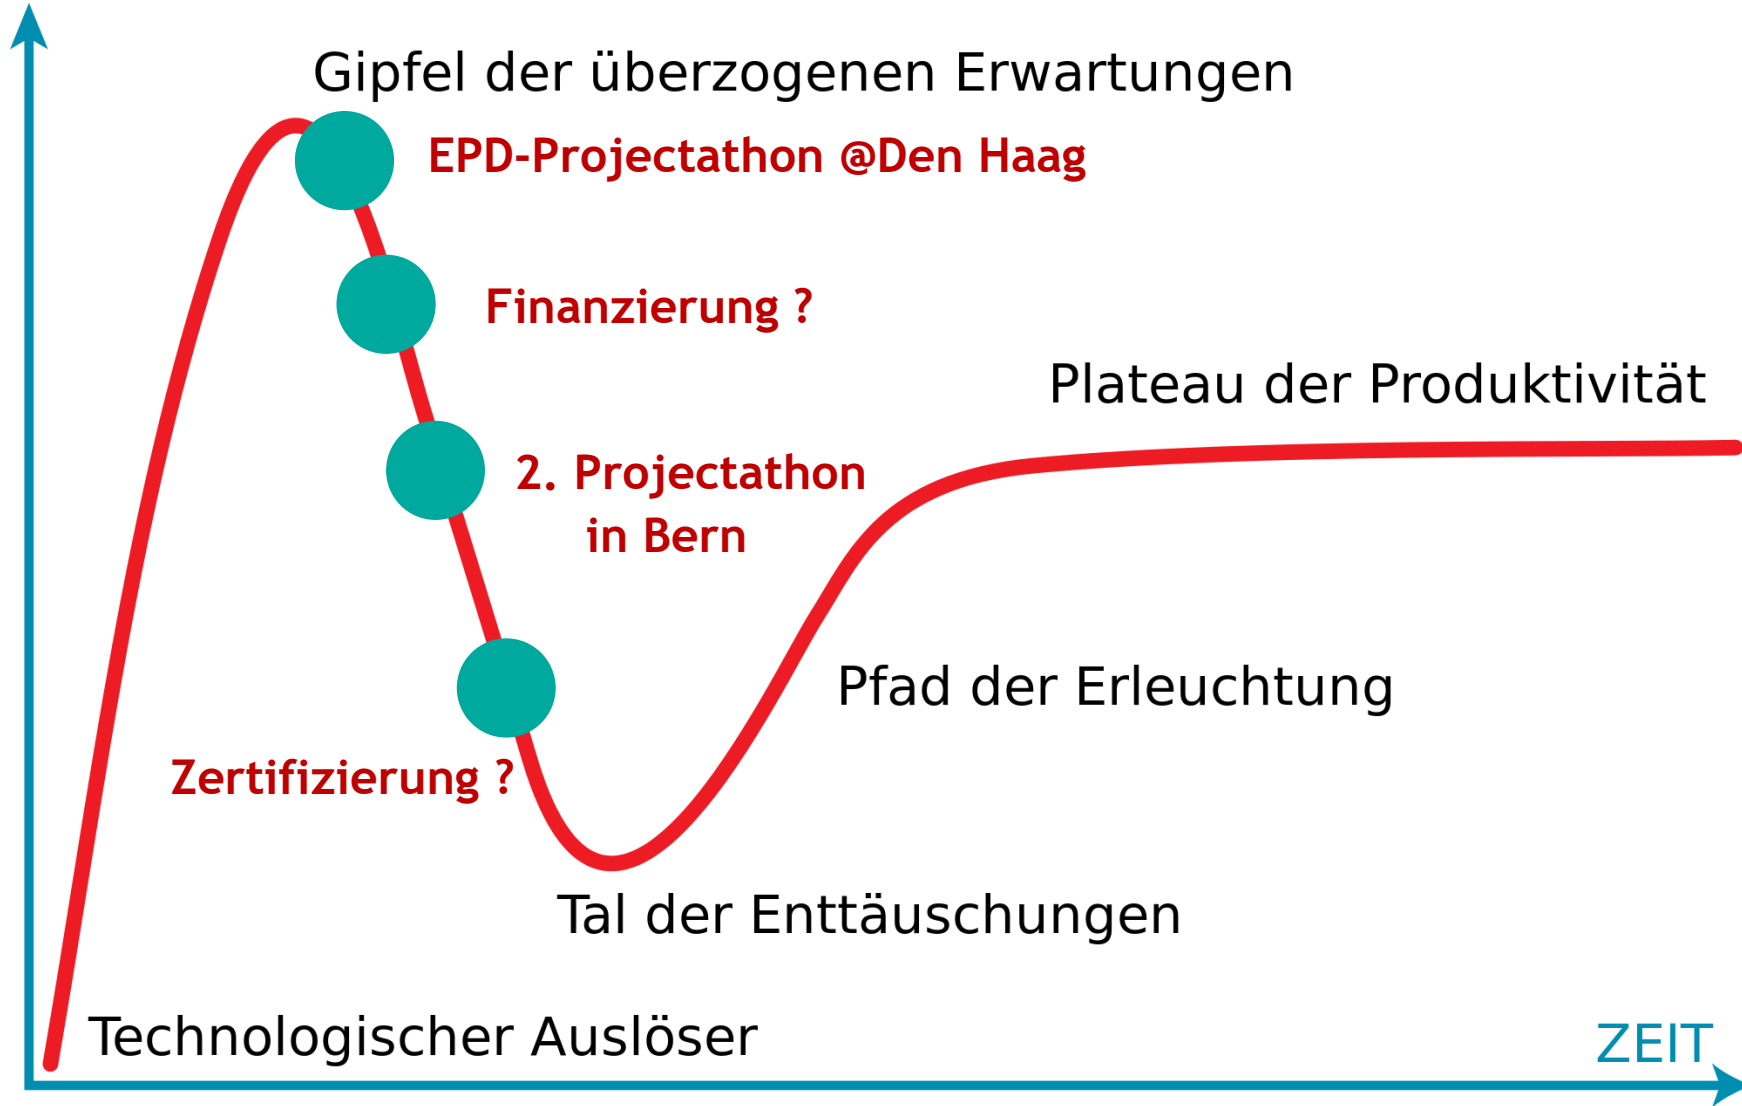 Gipfel der überzogenen Erwartungen
EPD-Projectathon @Den Haag
Finanzierung ?
Plateau der Produktivität
2. Projectathon
in Bern
Pfad der Erleuchtung
Zertifizierung ?
Tal der Enttäuschungen
Technologischer Auslöser
ZEIT